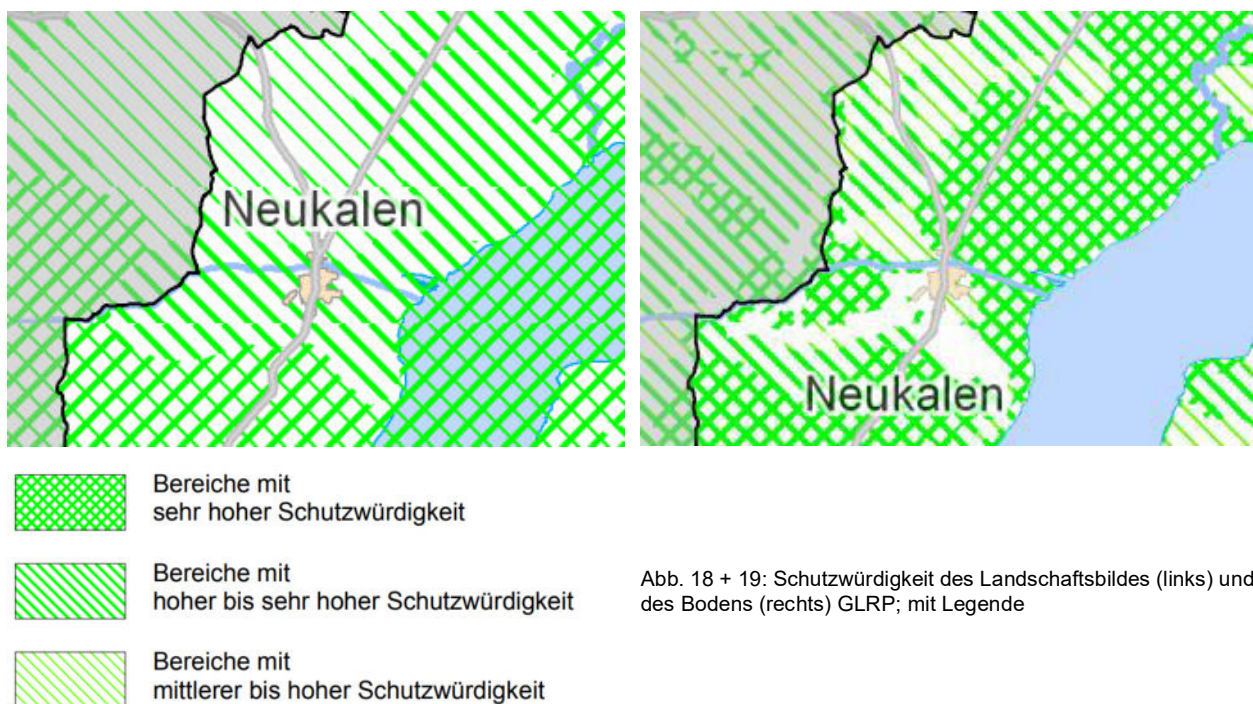 Neukalen
Neukalen
Bereiche mit
sehr hoher Schutzwürdigkeit
Bereiche mit
hoher bis sehr hoher Schutzwürdigkeit
Bereiche mit
mittlerer bis hoher Schutzwürdigkeit
Abb. 18 + 19: Schutzwürdigkeit des Landschaftsbildes (links) und
des Bodens (rechts) GLRP; mit Legende